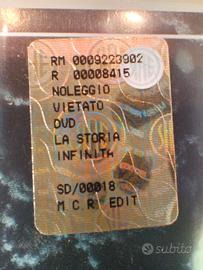 RM 0009223902
R 00008415
NOLEGGIO
VIETATO
DVD
LA STORIA
INFINITA
SD/00018
M C R EDIT
subito